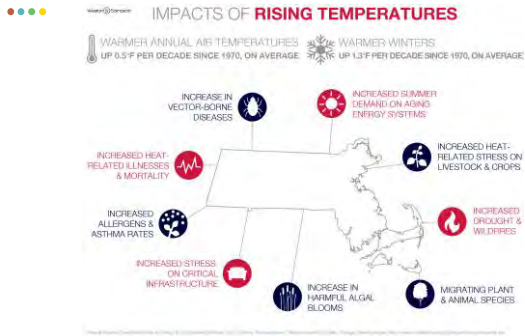 IMPACTS OF RISING TEMPERATURES
WARMER ANNUAL AIR TEMPERATURES
UP 0.5°F PER DECADE SINCE 1970, ON AVERAGE
WARMER WINTERS
UP 1.3°F PER DECADE SINCE 1970, ON AVERAGE
INCREASE IN
VECTOR-BORNE
DISEASES
INCREASED SUMMER
DEMAND ON AGING
ENERGY SYSTEMS
INCREASED HEAT-
RELATED ILLNESSES
& MORTALITY
INCREASED HEAT-
RELATED STRESS ON
LIVESTOCK & CROPS
INCREASED
ALLERGENS &
ASTHMA RATES
INCREASED
DROUGHT &
WILDFIRES
INCREASED STRESS
ON CRITICAL
INFRASTRUCTURE
INCREASE IN
HARMFUL ALGAL
BLOOMS
MIGRATING PLANT
& ANIMAL SPECIES